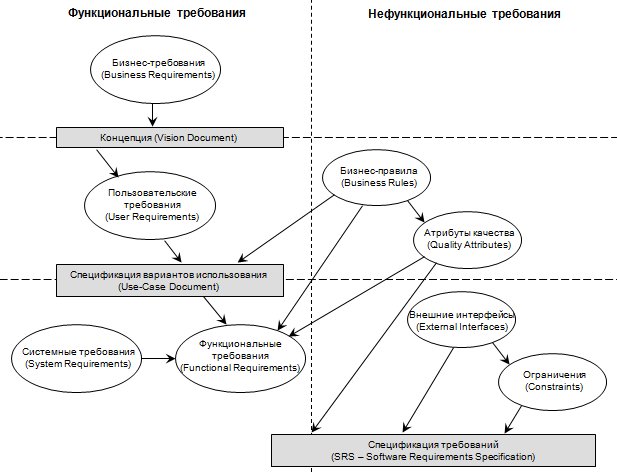 Функциональные требования
Нефункциональные требования
Бизнес-требования
(Business Requirements)
Концепция (Vision Document)
Бизнес-правила
(Business Rules)
Пользовательские
требования
(User Requirements)
Атрибуты качества
(Quality Attributes)
Спецификация вариантов использования
(Use-Case Document)
Внешние интерфейсы
(External Interfaces)
Системные требования
(System Requirements)
Функциональные
требования
(Functional Requirements)
Ограничения
(Constraints)
Спецификация требований
(SRS – Software Requirements Specification)